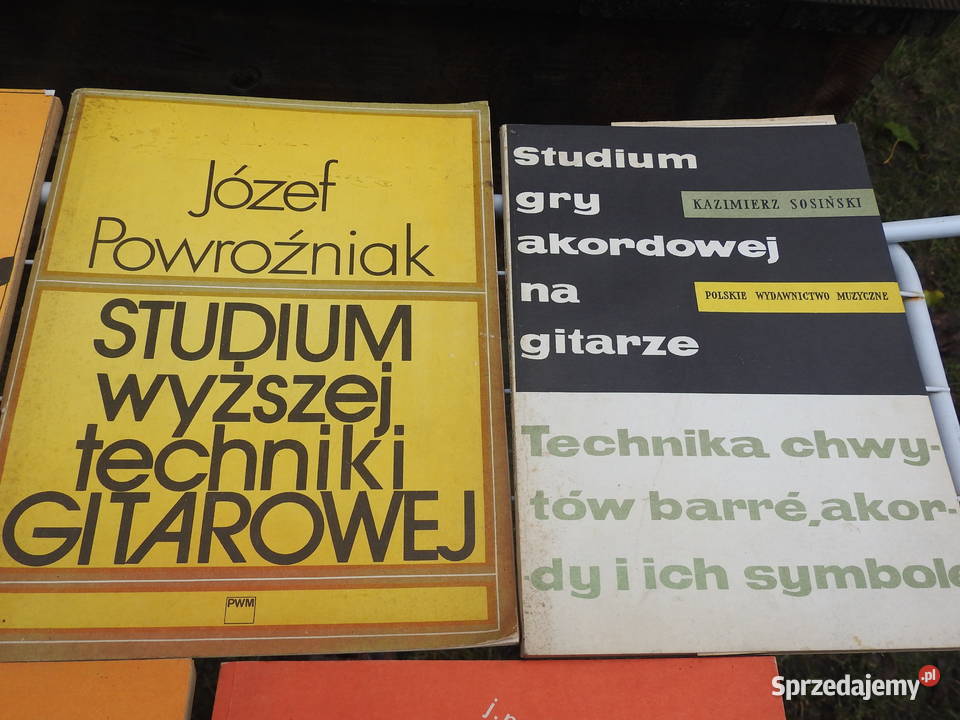 Józef
Powroźniak
STUDIUM
wyższej
techniki
GITAROWEJ
PWM
studium
gry
akordowej
na
gitarze
KAZIMIERZ SOSIŃSKI
POLSKIE WYDAWNICTWO MUZYCZNE
Technika chwy-
tów barré, akor-
dy i ich symbole
Sprzedajemy.pl